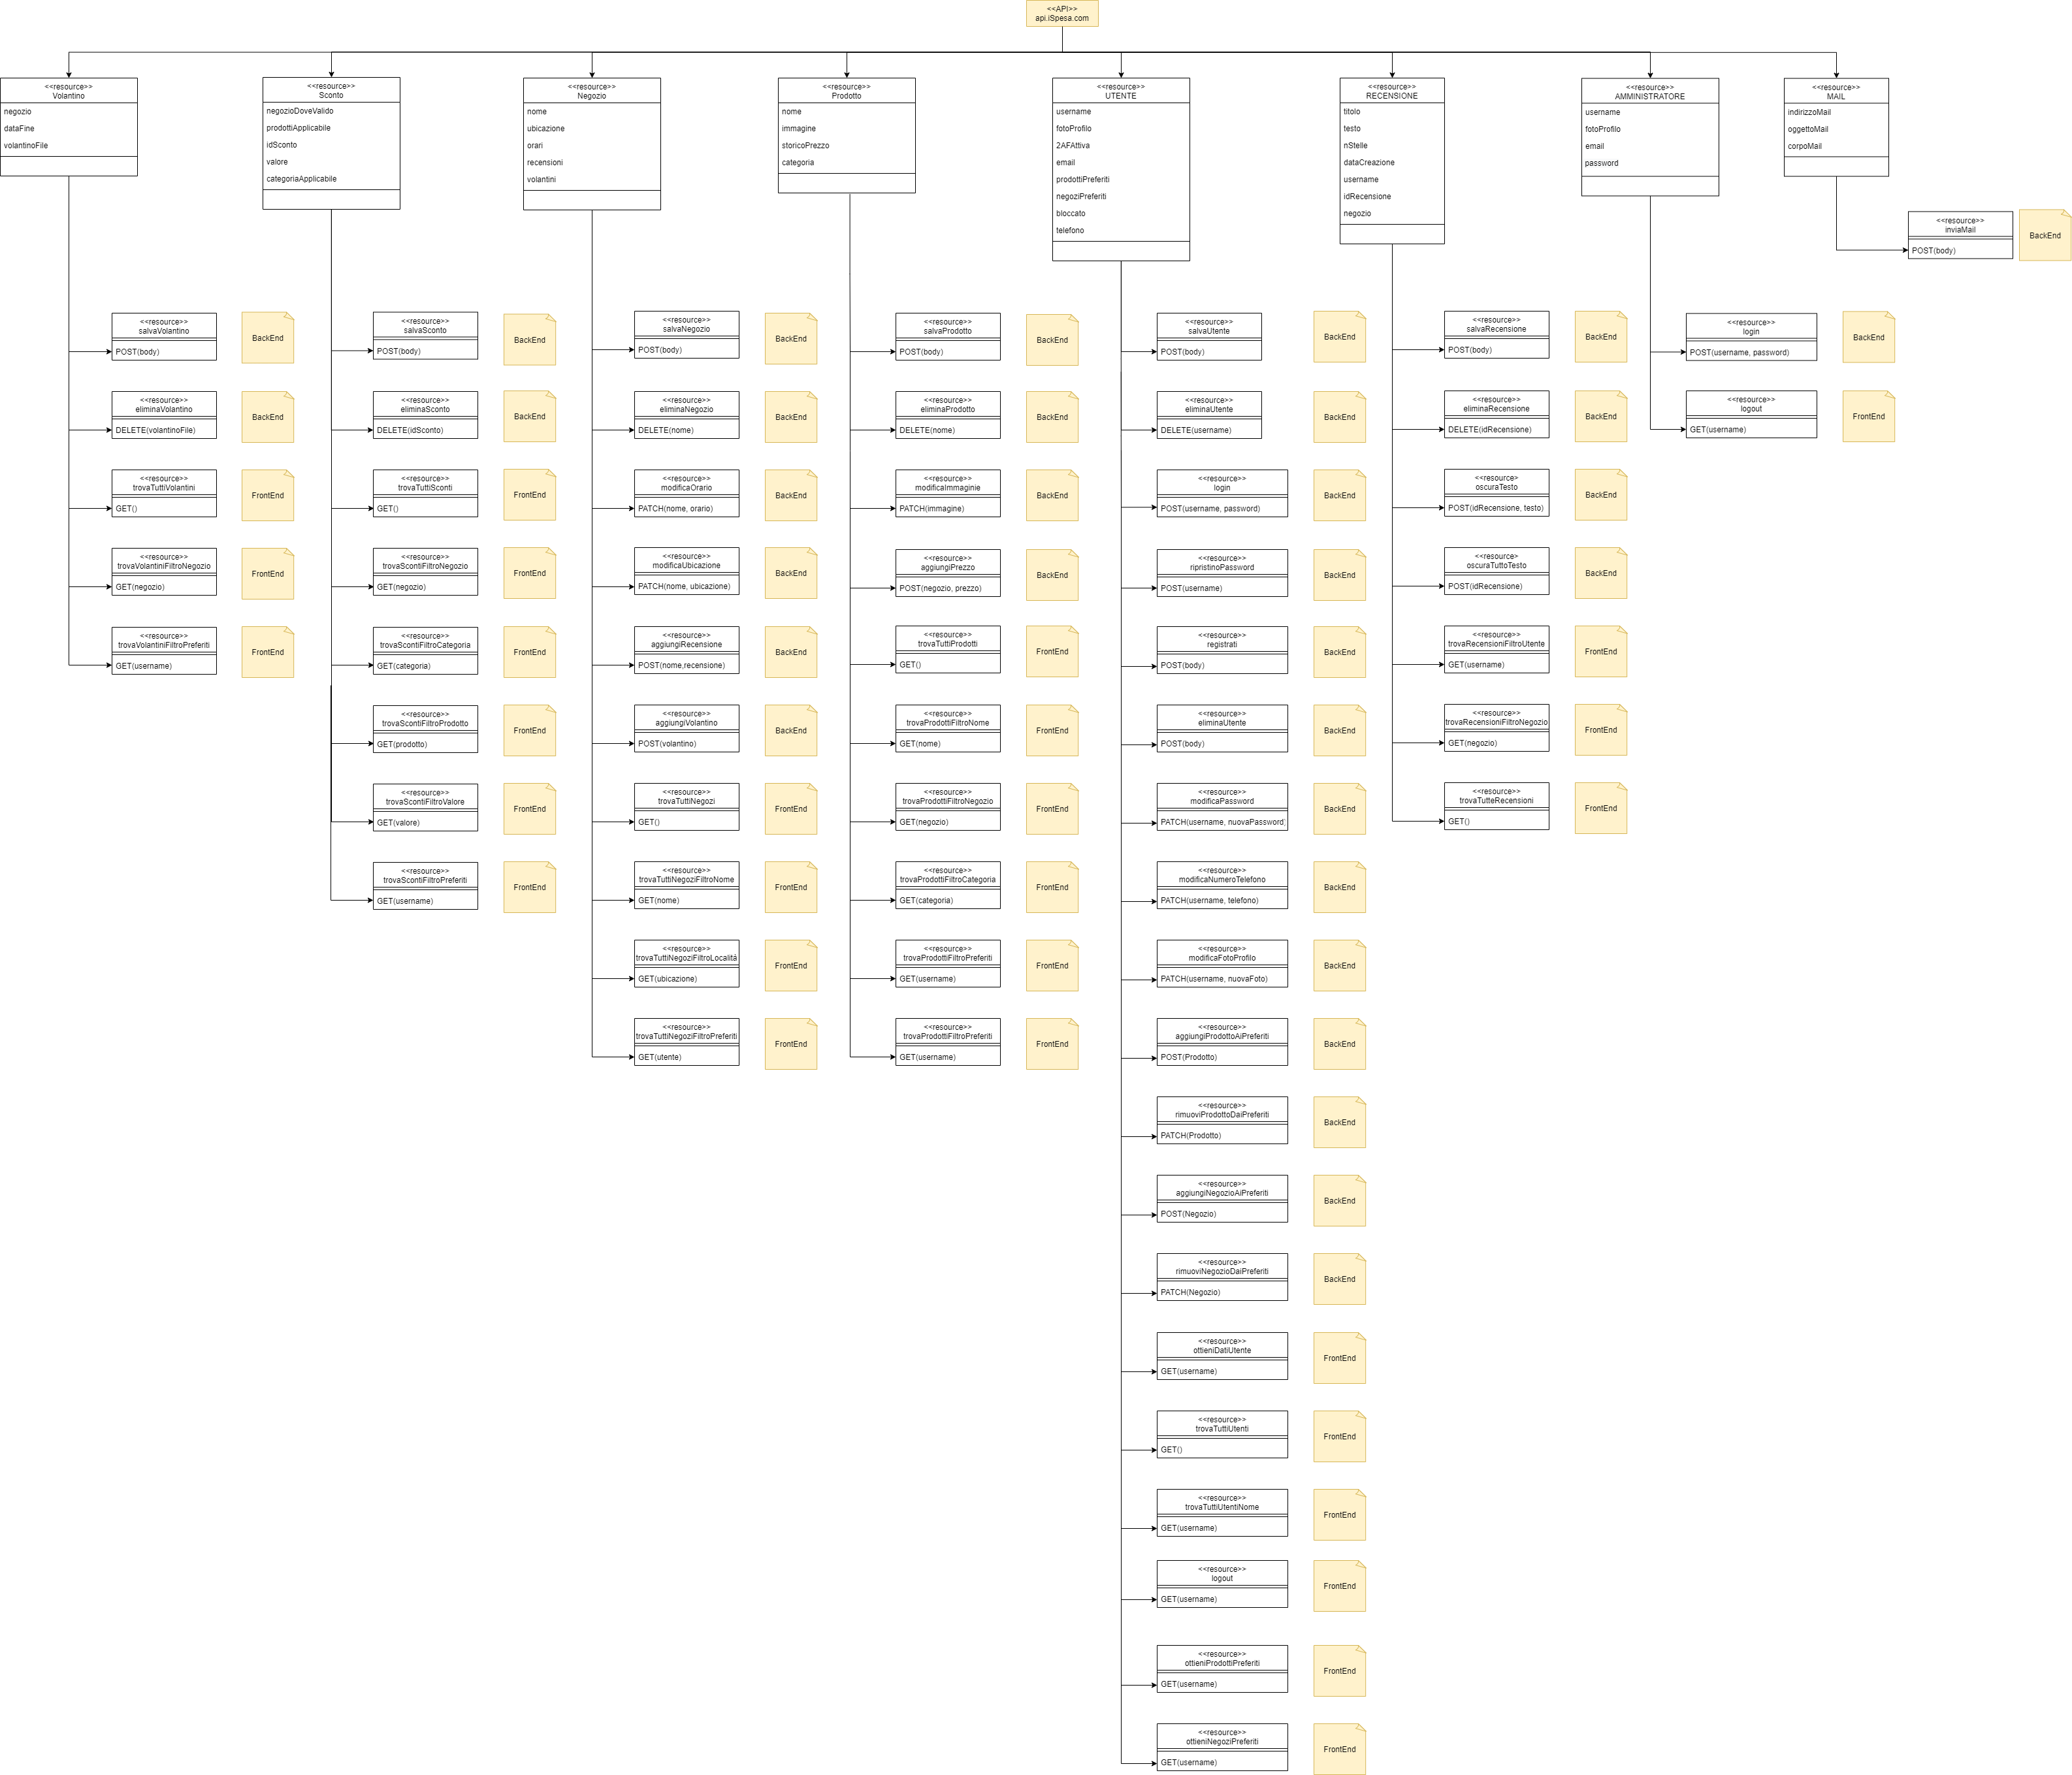 <<API>>
api.iSpesa.com
<<resource>>
Volantino
negozio
dataFine
volantinoFile
<<resource>>
salvaVolantino
POST(body)
BackEnd
<<resource>>
eliminaVolantino
DELETE(volantinoFile)
BackEnd
<<resource>>
trovaTuttiVolantini
GET()
FrontEnd
<<resource>>
trovaVolantiniFiltroNegozio
GET(negozio)
FrontEnd
<<resource>>
trovaVolantiniFiltroPreferiti
GET(username)
FrontEnd
<<resource>>
Sconto
negozioDoveValido
prodottiApplicabile
idSconto
valore
categoriaApplicabile
<<resource>>
salvaSconto
POST(body)
BackEnd
<<resource>>
eliminaSconto
DELETE(idSconto)
BackEnd
<<resource>>
trovaTuttiSconti
GET()
FrontEnd
<<resource>>
trovaScontiFiltroNegozio
GET(negozio)
FrontEnd
<<resource>>
trovaScontiFiltroCategoria
GET(categoria)
FrontEnd
<<resource>>
trovaScontiFiltroProdotto
GET(prodotto)
FrontEnd
<<resource>>
trovaScontiFiltroValore
GET(valore)
FrontEnd
<<resource>>
trovaScontiFiltroPreferiti
GET(username)
FrontEnd
<<resource>>
Negozio
nome
ubicazione
orari
recensioni
volantini
<<resource>>
salvaNegozio
POST(body)
BackEnd
<<resource>>
eliminaNegozio
DELETE(nome)
BackEnd
<<resource>>
modificaOrario
PATCH(nome, orario)
BackEnd
<<resource>>
modificaUbicazione
PATCH(nome, ubicazione)
BackEnd
<<resource>>
aggiungiRecensione
POST(nome,recensione)
BackEnd
<<resource>>
aggiungiVolantino
POST(volantino)
BackEnd
<<resource>>
trovaTuttiNegozi
GET()
FrontEnd
<<resource>>
trovaTuttiNegoziFiltroNome
GET(nome)
FrontEnd
<<resource>>
trovaTuttiNegoziFiltroLocalità
GET(ubicazione)
FrontEnd
<<resource>>
trovaTuttiNegoziFiltroPreferiti
GET(utente)
FrontEnd
<<resource>>
Prodotto
nome
immagine
storicoPrezzo
categoria
<<resource>>
salvaProdotto
POST(body)
BackEnd
<<resource>>
eliminaProdotto
DELETE(nome)
BackEnd
<<resource>>
modificaImmaginie
PATCH(immagine)
BackEnd
<<resource>>
aggiungiPrezzo
POST(negozio, prezzo)
BackEnd
<<resource>>
trovaTuttiProdotti
GET()
FrontEnd
<<resource>>
trovaProdottiFiltroNome
GET(nome)
FrontEnd
<<resource>>
trovaProdottiFiltroNegozio
GET(negozio)
FrontEnd
<<resource>>
trovaProdottiFiltroCategoria
GET(categoria)
FrontEnd
<<resource>>
trovaProdottiFiltroPreferiti
GET(username)
FrontEnd
<<resource>>
trovaProdottiFiltroPreferiti
GET(username)
FrontEnd
<<resource>>
UTENTE
username
fotoProfilo
2AFAttiva
email
prodottiPreferiti
negoziPreferiti
bloccato
telefono
<<resource>>
salvaUtente
POST(body)
BackEnd
<<resource>>
eliminaUtente
DELETE(username)
BackEnd
<<resource>>
login
POST(username, password)
BackEnd
<<resource>>
ripristinoPassword
POST(username)
BackEnd
<<resource>>
registrati
POST(body)
BackEnd
<<resource>>
eliminaUtente
POST(body)
BackEnd
<<resource>>
modificaPassword
PATCH(username, nuovaPassword)
BackEnd
<<resource>>
modificaNumeroTelefono
PATCH(username, telefono)
BackEnd
<<resource>>
modificaFotoProfilo
PATCH(username, nuovaFoto)
BackEnd
<<resource>>
aggiungiProdottoAiPreferiti
POST(Prodotto)
BackEnd
<<resource>>
rimuoviProdottoDaiPreferiti
PATCH(Prodotto)
BackEnd
<<resource>>
aggiungiNegozioAiPreferiti
POST(Negozio)
BackEnd
<<resource>>
rimuoviNegozioDaiPreferiti
PATCH(Negozio)
BackEnd
<<resource>>
ottieniDatiUtente
GET(username)
FrontEnd
<<resource>>
trovaTuttiUtenti
GET()
FrontEnd
<<resource>>
trovaTuttiUtentiNome
GET(username)
FrontEnd
<<resource>>
logout
GET(username)
FrontEnd
<<resource>>
ottieniProdottiPreferiti
GET(username)
FrontEnd
<<resource>>
ottieniNegoziPreferiti
GET(username)
FrontEnd
<<resource>>
RECENSIONE
titolo
testo
nStelle
dataCreazione
username
idRecensione
negozio
<<resource>>
salvaRecensione
POST(body)
BackEnd
<<resource>>
eliminaRecensione
DELETE(idRecensione)
BackEnd
<<resource>
oscuraTesto
POST(idRecensione, testo)
BackEnd
<<resource>
oscuraTuttoTesto
POST(idRecensione)
BackEnd
<<resource>>
trovaRecensioniFiltroUtente
GET(username)
FrontEnd
<<resource>>
trovaRecensioniFiltroNegozio
GET(negozio)
FrontEnd
<<resource>>
trovaTutteRecensioni
GET()
FrontEnd
<<resource>>
AMMINISTRATORE
username
fotoProfilo
email
password
<<resource>>
login
POST(username, password)
BackEnd
<<resource>>
logout
GET(username)
FrontEnd
<<resource>>
MAIL
indirizzoMail
oggettoMail
corpoMail
<<resource>>
inviaMail
POST(body)
BackEnd